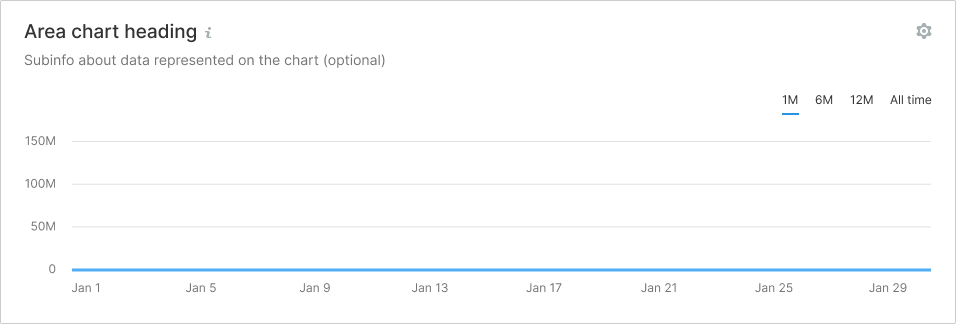 Area chart heading i
Subinfo about data represented on the chart (optional)
1M 6M 12M All time
150M
100M
50M
0
Jan 1 Jan 5 Jan 9 Jan 13 Jan 17 Jan 21 Jan 25 Jan 29